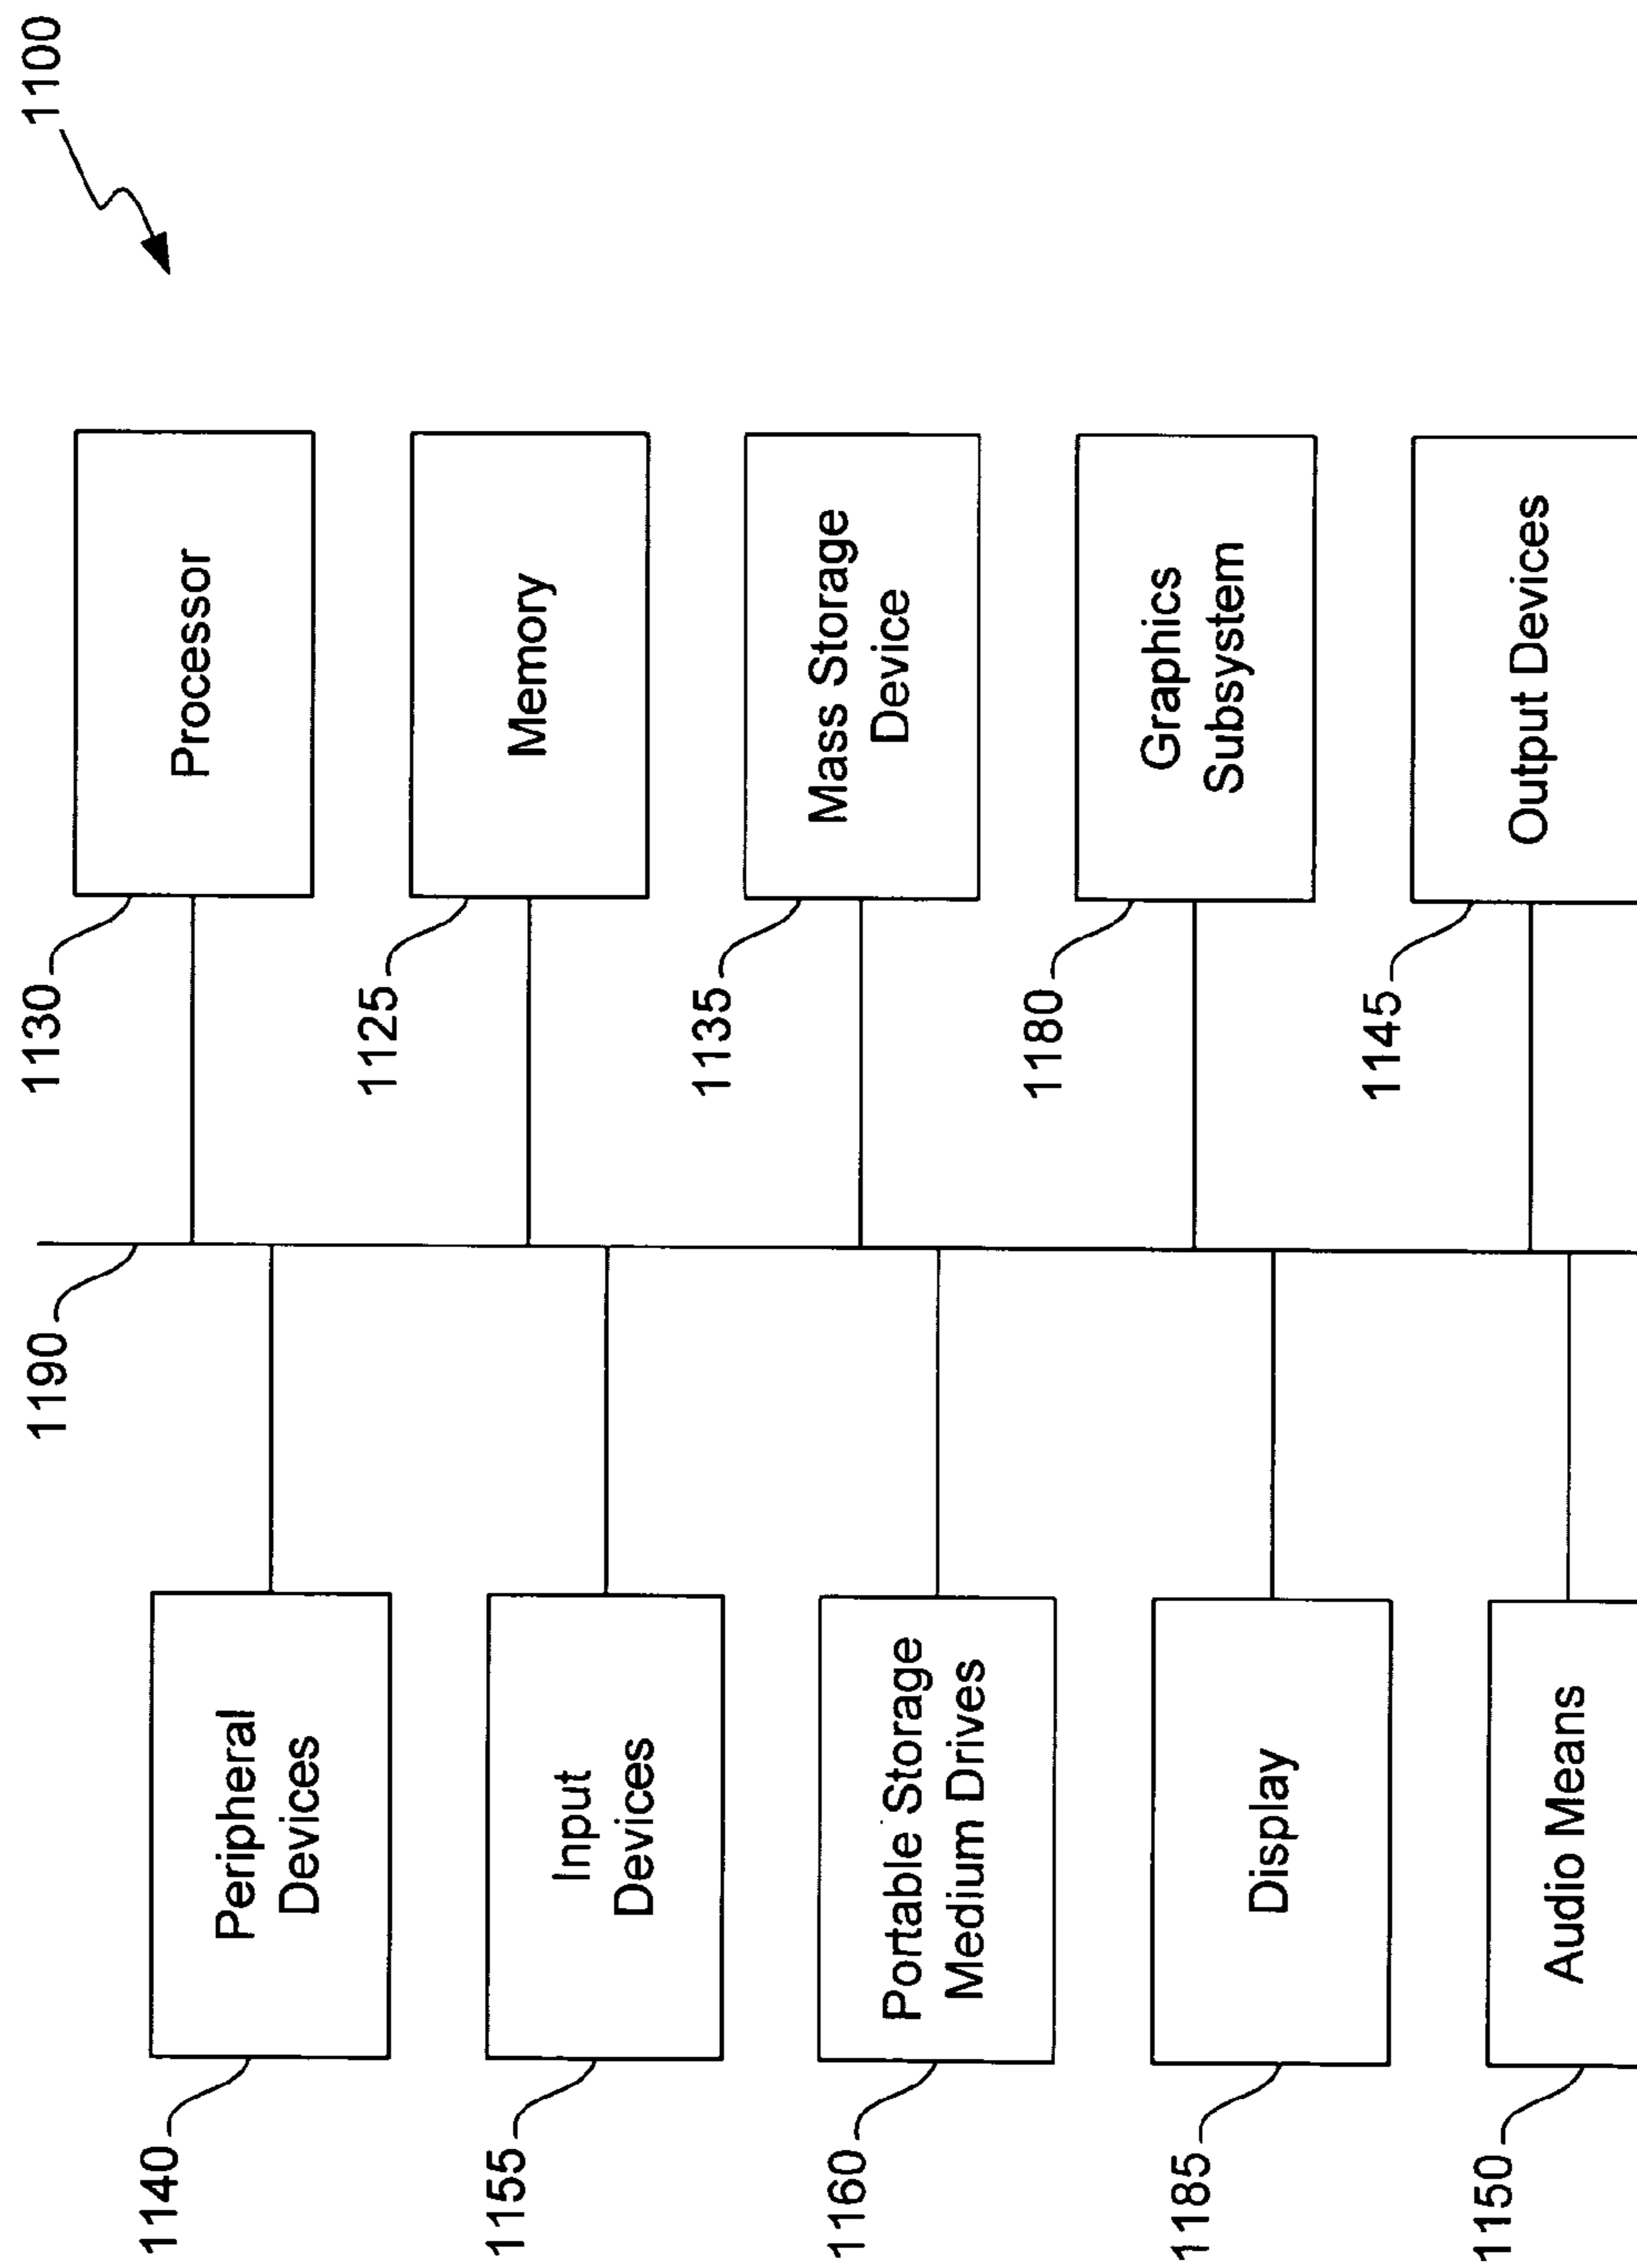 1100
1190
1130
Processor
1140
Peripheral
Devices
1125
Memory
1155
Input
Devices
1135
Mass Storage
Device
1160
Portable Storage
Medium Drives
1180
Graphics
Subsystem
1185
Display
1145
Output Devices
1150
Audio Means